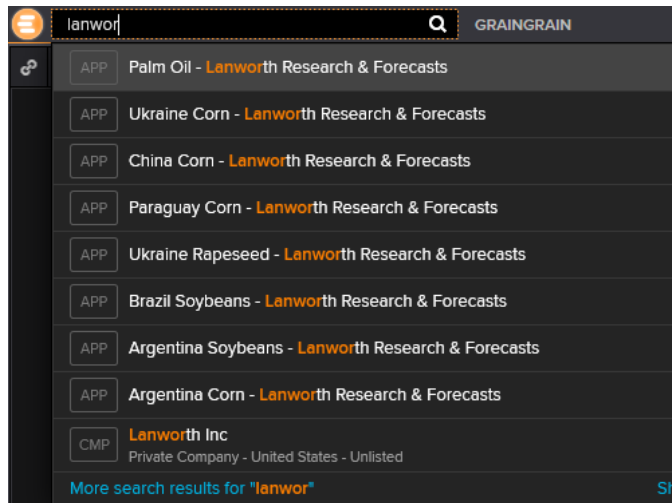 lanwor
GRAINGRAIN
APP Palm Oil - Lanworth Research & Forecasts
APP Ukraine Corn - Lanworth Research & Forecasts
APP China Corn - Lanworth Research & Forecasts
APP Paraguay Corn - Lanworth Research & Forecasts
APP Ukraine Rapeseed - Lanworth Research & Forecasts
APP Brazil Soybeans - Lanworth Research & Forecasts
APP Argentina Soybeans - Lanworth Research & Forecasts
APP Argentina Corn - Lanworth Research & Forecasts
CMP Lanworth Inc
Private Company - United States - Unlisted
More search results for "lanwor"